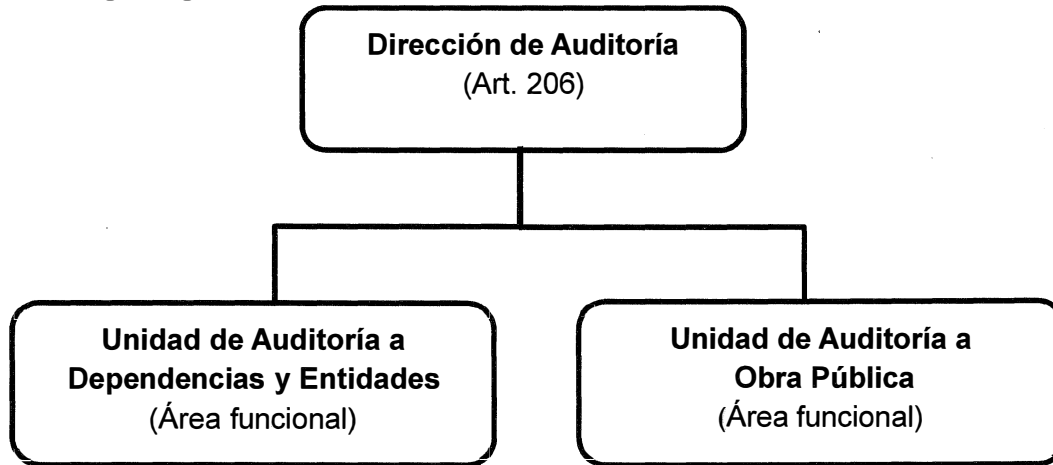 Dirección de Auditoría
(Art. 206)
Unidad de Auditoría a
Dependencias y Entidades
(Área funcional)
Unidad de Auditoría a
Obra Pública
(Área funcional)